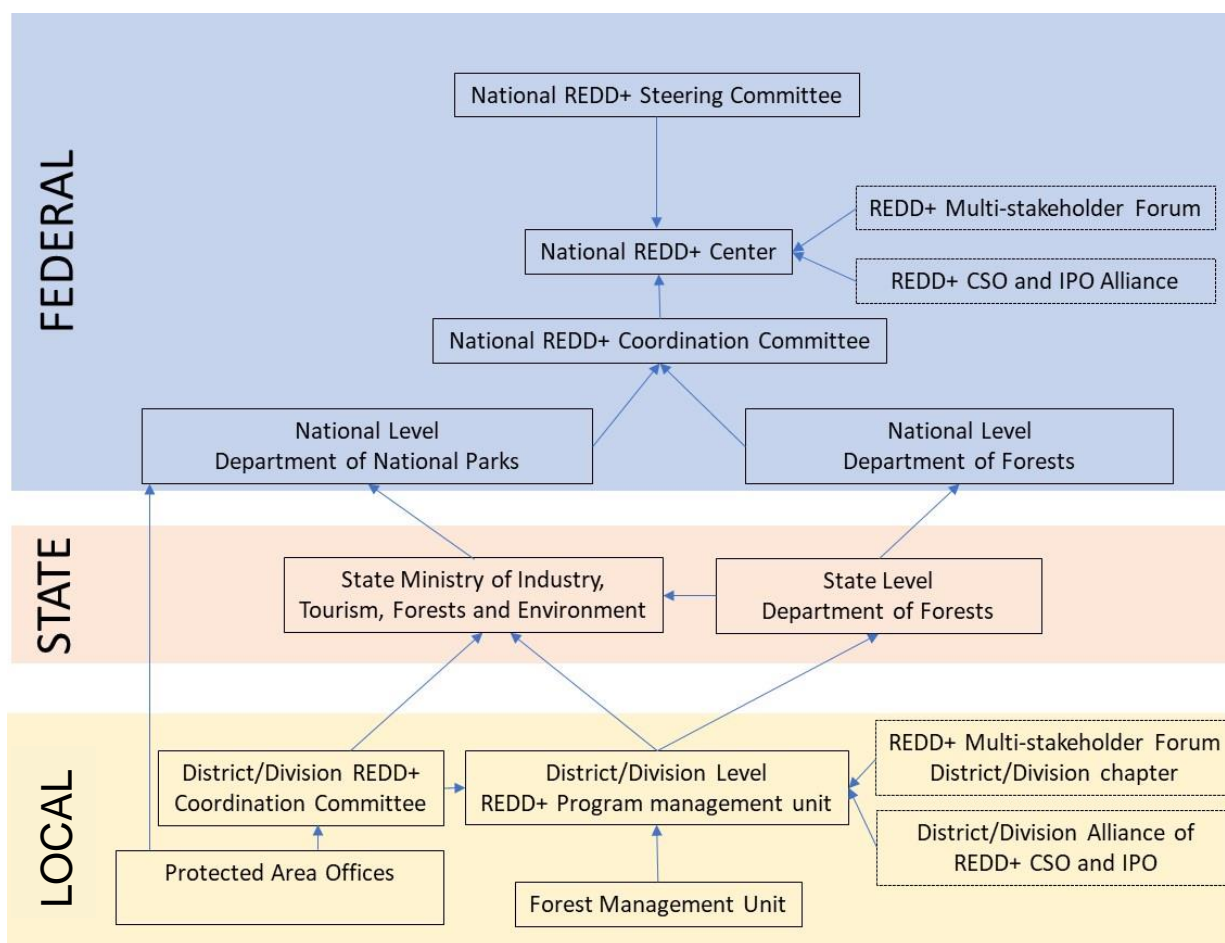 FEDERAL
National REDD+ Steering Committee
REDD+ Multi-stakeholder Forum
National REDD+ Center
REDD+ CSO and IPO Alliance
National REDD+ Coordination Committee
National Level
Department of National Parks
National Level
Department of Forests
STATE
State Ministry of Industry,
Tourism, Forests and Environment
State Level
Department of Forests
LOCAL
District/Division REDD+
Coordination Committee
District/Division Level
REDD+ Program management unit
REDD+ Multi-stakeholder Forum
District/Division chapter
District/Division Alliance of
REDD+ CSO and IPO
Protected Area Offices
Forest Management Unit